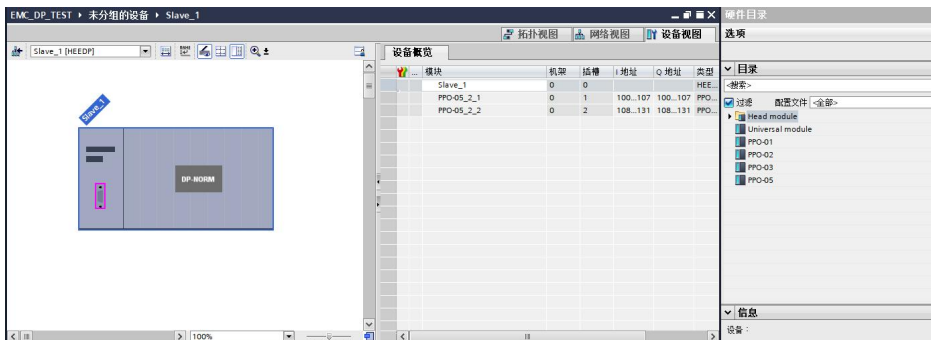 EMC_DP_TEST ▸ 未分组的设备 ▸ Slave_1
硬件目录
拓扑视图 网络视图 设备视图
选项
Slave_1 [HEEDP]
设备概览
模块 机架 插槽 I 地址 Q 地址 类型
Slave_1 0 0 HEE...
PPO-05_2_1 0 1 100...107 100...107 PPO...
PPO-05_2_2 0 2 108...131 108...131 PPO...
Slave_1
DP-NORM
100%
目录
<搜索>
过滤 配置文件 <全部>
Head module
Universal module
PPO-01
PPO-02
PPO-03
PPO-05
信息
设备：